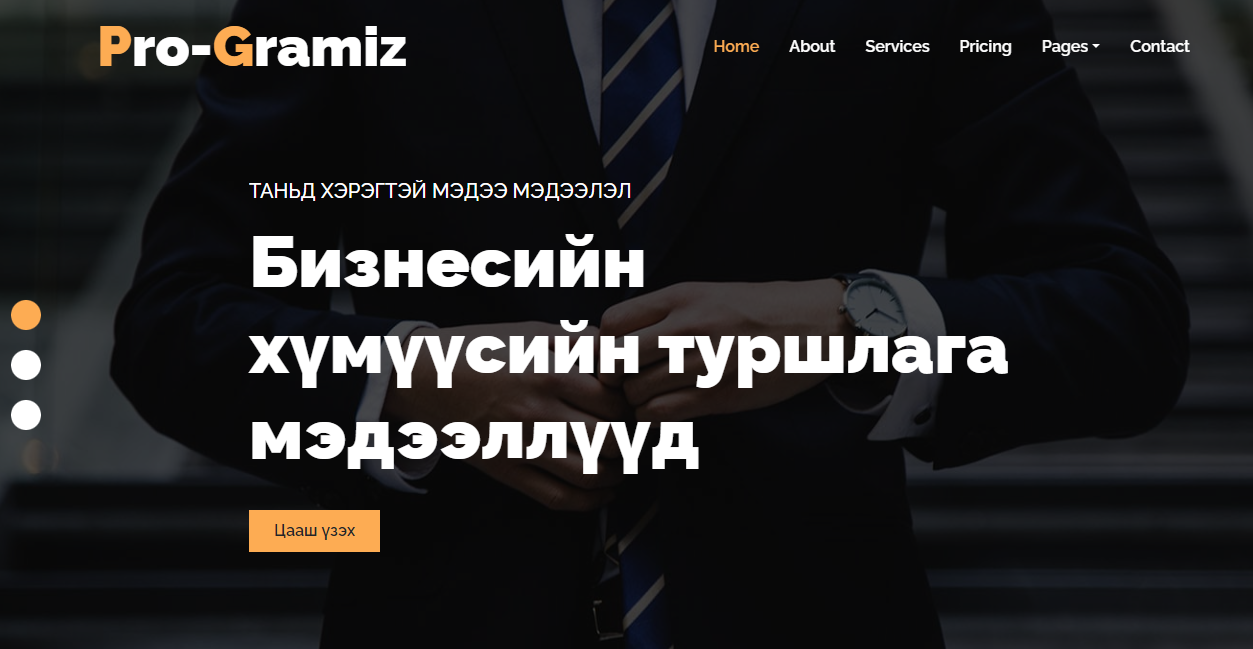 Pro-Gramiz
Home About Services Pricing Pages Contact
ТАНЬД ХЭРЭГТЭЙ МЭДЭЭ МЭДЭЭЛЭЛ
Бизнесийн
хүмүүсийн туршлага
мэдээллүүд
Цааш үзэх